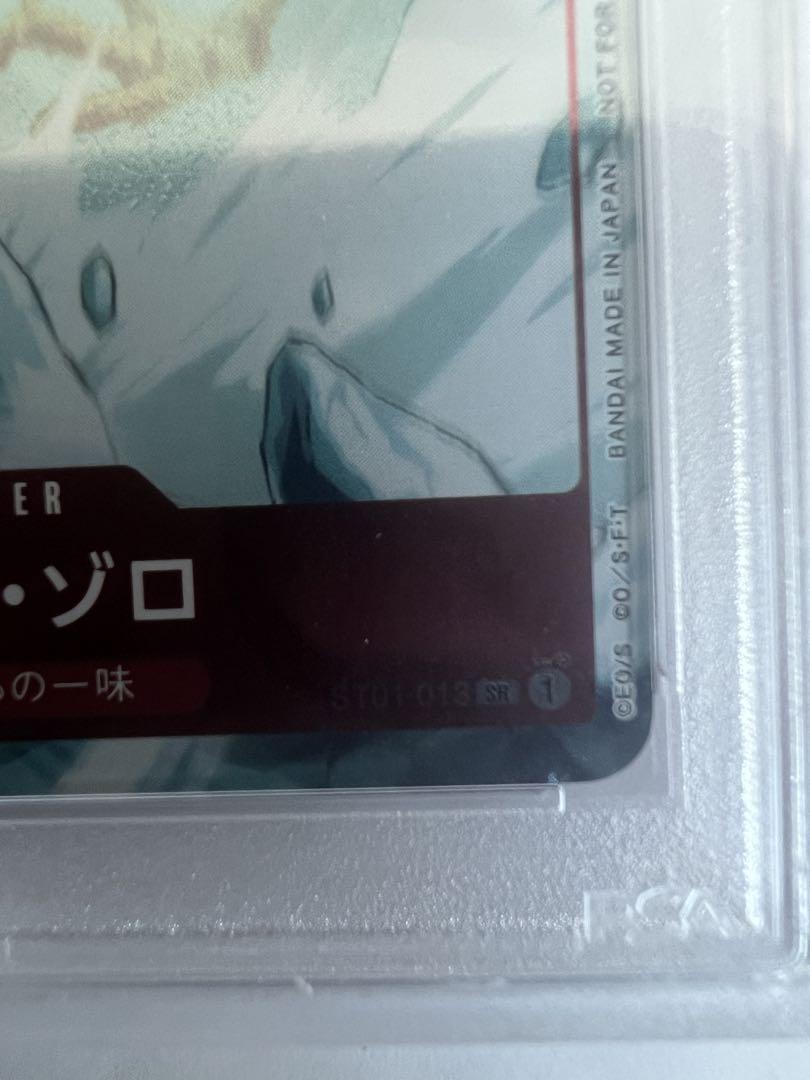 ER
・ゾロ
の一味
ST01-013 SR 1
©EO/S ©O/S·F·T BANDAI MADE IN JAPAN NOT FOR
PSA